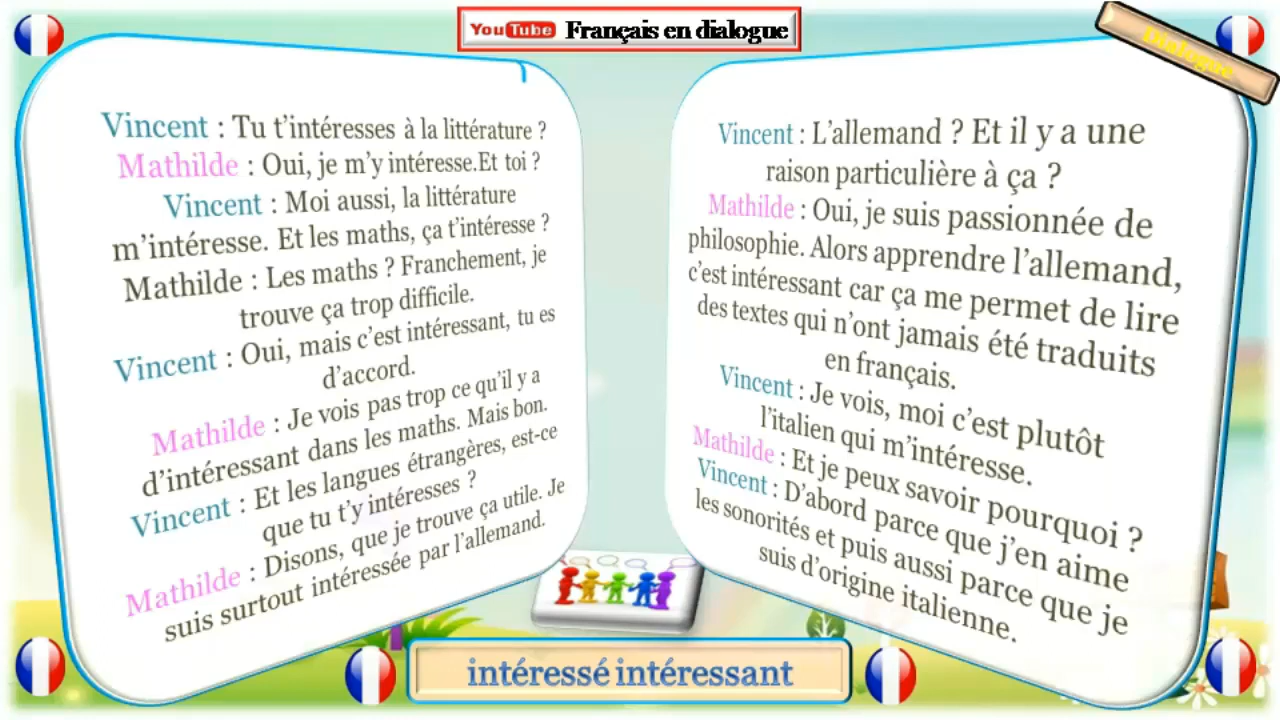 YouTube Français en dialogue
Dialogue
Vincent : Tu t'intéresses à la littérature ?
Mathilde : Oui, je m'y intéresse.Et toi ?
Vincent : Moi aussi, la littérature
m'intéresse. Et les maths, ça t'intéresse ?
Mathilde : Les maths ? Franchement, je
trouve ça trop difficile.
Vincent : Oui, mais c'est intéressant, tu es
d'accord.
Mathilde : Je vois pas trop ce qu'il y a
d'intéressant dans les maths. Mais bon.
Vincent : Et les langues étrangères, est-ce
que tu t'y intéresses ?
Mathilde : Disons, que je trouve ça utile. Je
suis surtout intéressée par l'allemand.
Vincent : L'allemand ? Et il y a une
raison particulière à ça ?
Mathilde : Oui, je suis passionnée de
philosophie. Alors apprendre l'allemand,
c'est intéressant car ça me permet de lire
des textes qui n'ont jamais été traduits
en français.
Vincent : Je vois, moi c'est plutôt
l'italien qui m'intéresse.
Mathilde : Et je peux savoir pourquoi ?
Vincent : D'abord parce que j'en aime
les sonorités et puis aussi parce que je
suis d'origine italienne.
intéressé intéressant